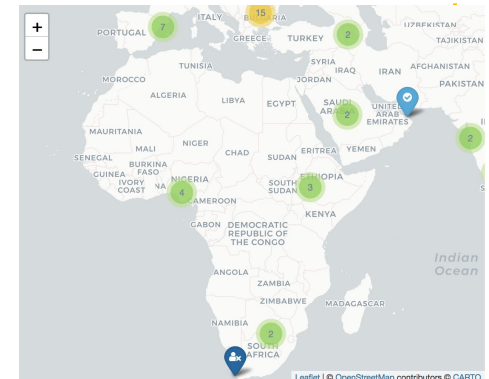 +
−
15
ITALY
7
PORTUGAL
GREECE
TURKEY
2
UZBEKISTAN
TAJIKISTAN
TUNISIA
SYRIA
IRAQ
IRAN
AFGHANISTAN
JORDAN
PAKISTAN
MOROCCO
ALGERIA
LIBYA
EGYPT
2
UNITED
ARAB
EMIRATES
MAURITANIA
2
MALI
NIGER
CHAD
SUDAN
ERITREA
YEMEN
SENEGAL
BURKINA
FASO
GUINEA
IVORY
COAST
NIGERIA
4
CAMEROON
SOUTH
SUDAN
3
ETHIOPIA
KENYA
GABON
DEMOCRATIC
REPUBLIC OF
THE CONGO
Indian
Ocean
ANGOLA
ZAMBIA
ZIMBABWE
MADAGASCAR
NAMIBIA
2
SOUTH
AFRICA
Leaflet | © OpenStreetMap contributors © CARTO